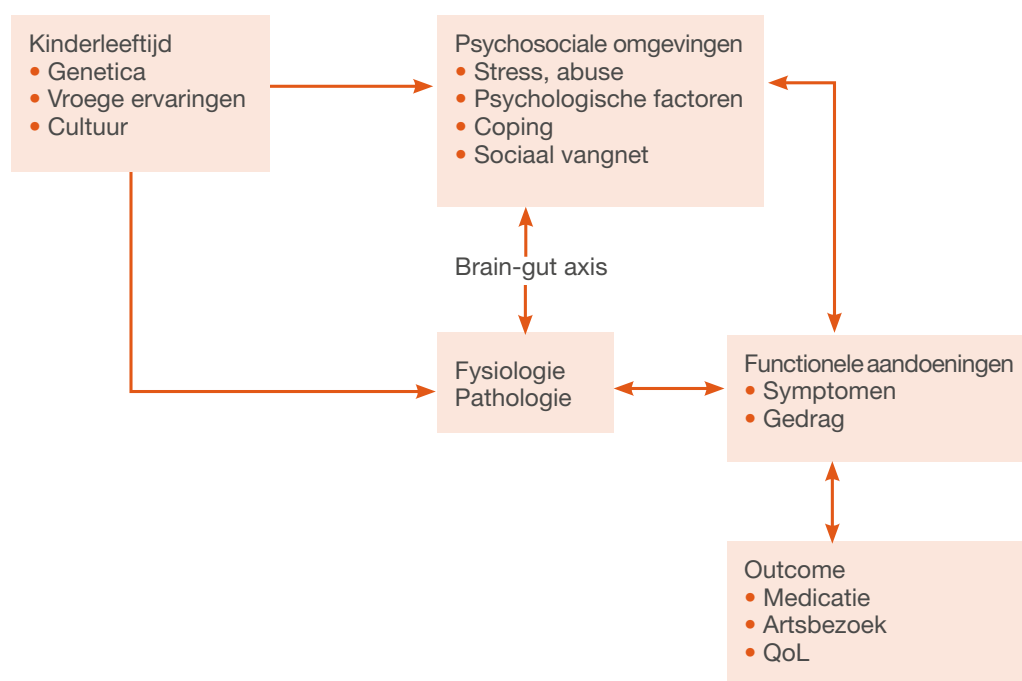 Kinderleeftijd
• Genetica
• Vroege ervaringen
• Cultuur
Psychosociale omgevingen
• Stress, abuse
• Psychologische factoren
• Coping
• Sociaal vangnet
Brain-gut axis
Fysiologie
Pathologie
Functionele aandoeningen
• Symptomen
• Gedrag
Outcome
• Medicatie
• Artsbezoek
• QoL